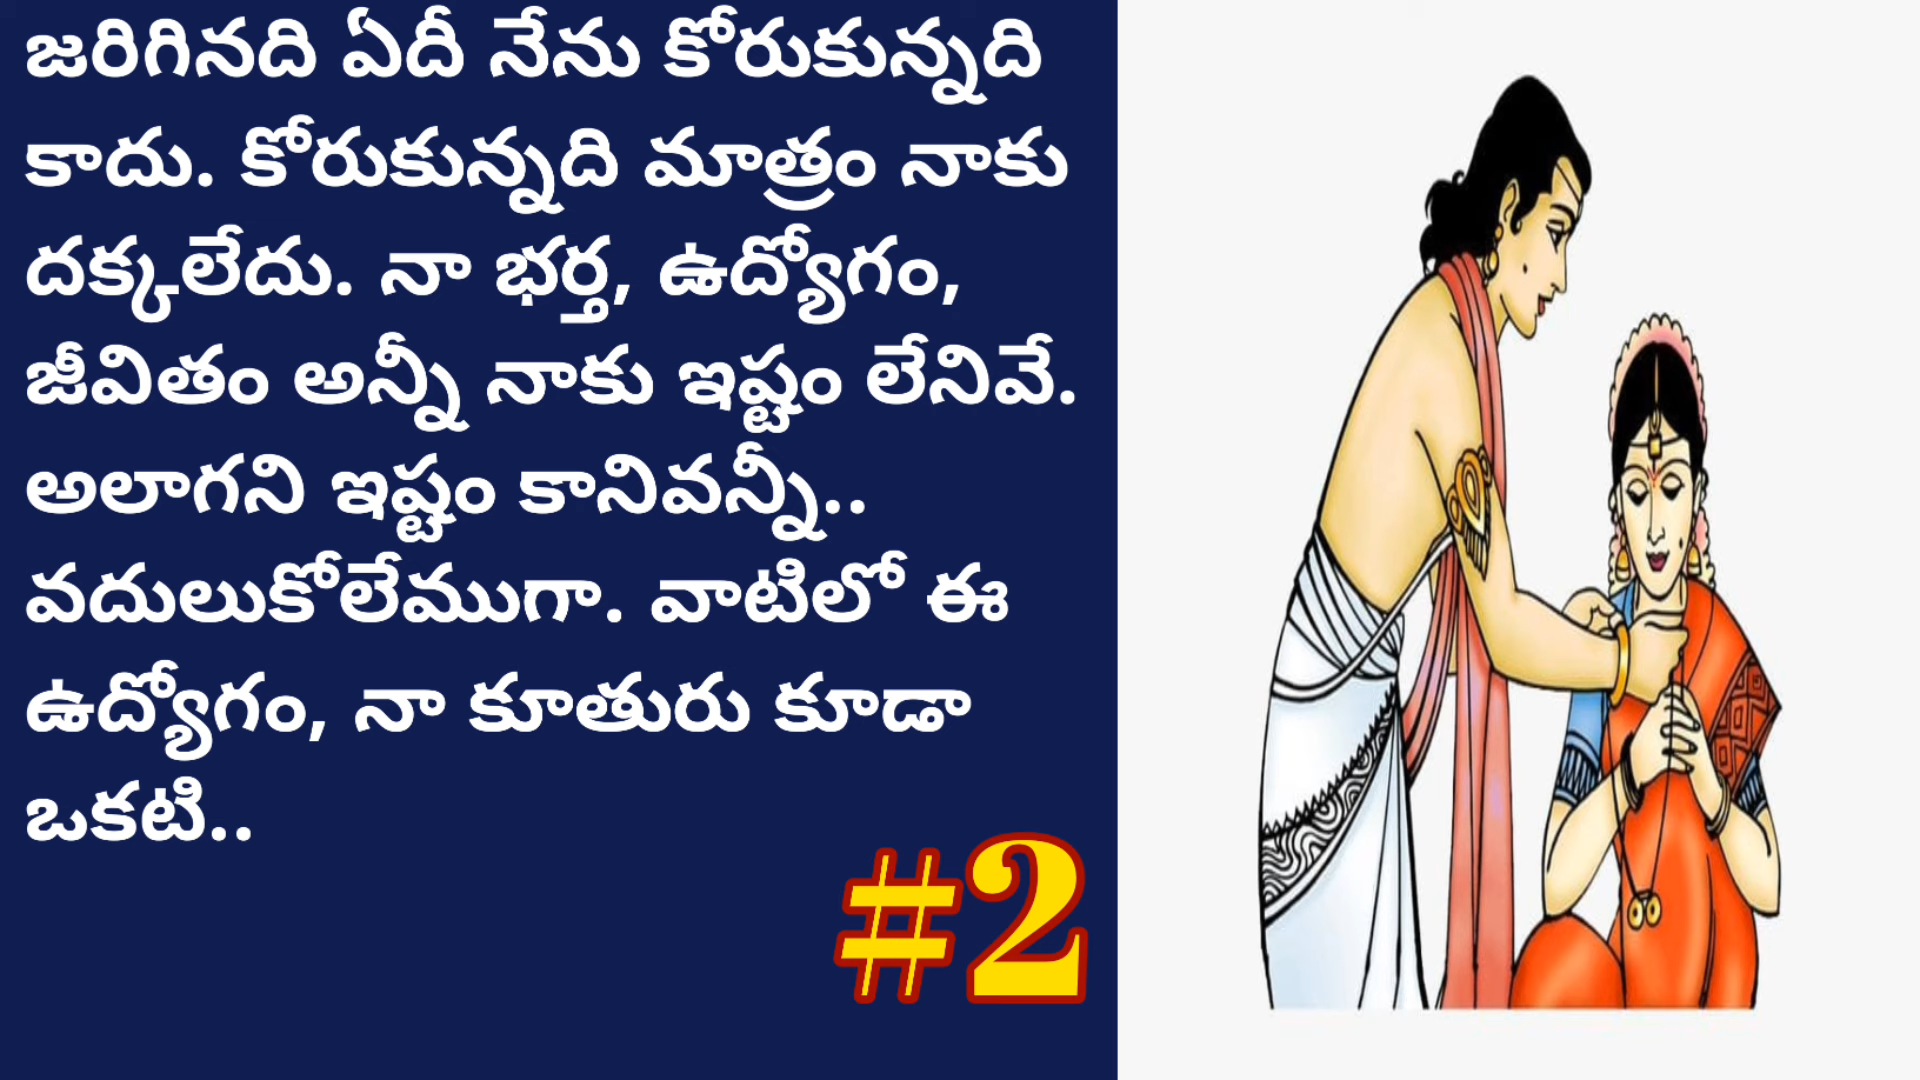 జరిగినది ఏదీ నేను కోరుకున్నది
కాదు. కోరుకున్నది మాత్రం నాకు
దక్కలేదు. నా భర్త, ఉద్యోగం,
జీవితం అన్నీ నాకు ఇష్టం లేనివే.
అలాగని ఇష్టం కానివన్నీ..
వదులుకోలేముగా. వాటిలో ఈ
ఉద్యోగం, నా కూతురు కూడా
ఒకటి..
#2